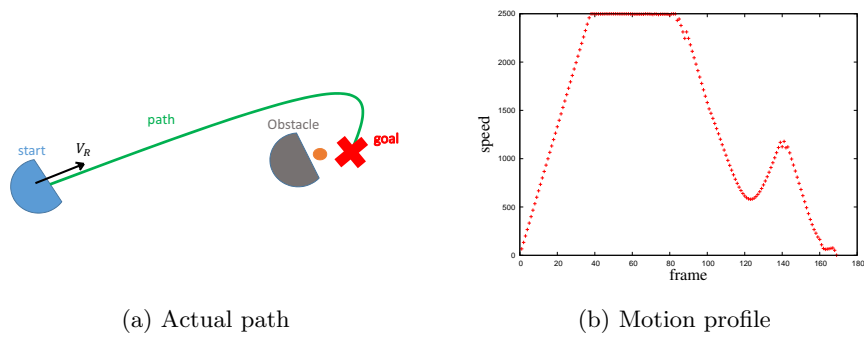 path
Obstacle
goal
start
V_R
(a) Actual path
2500
2000
1500
1000
500
0
speed
0 20 40 60 80 100 120 140 160 180
frame
(b) Motion profile